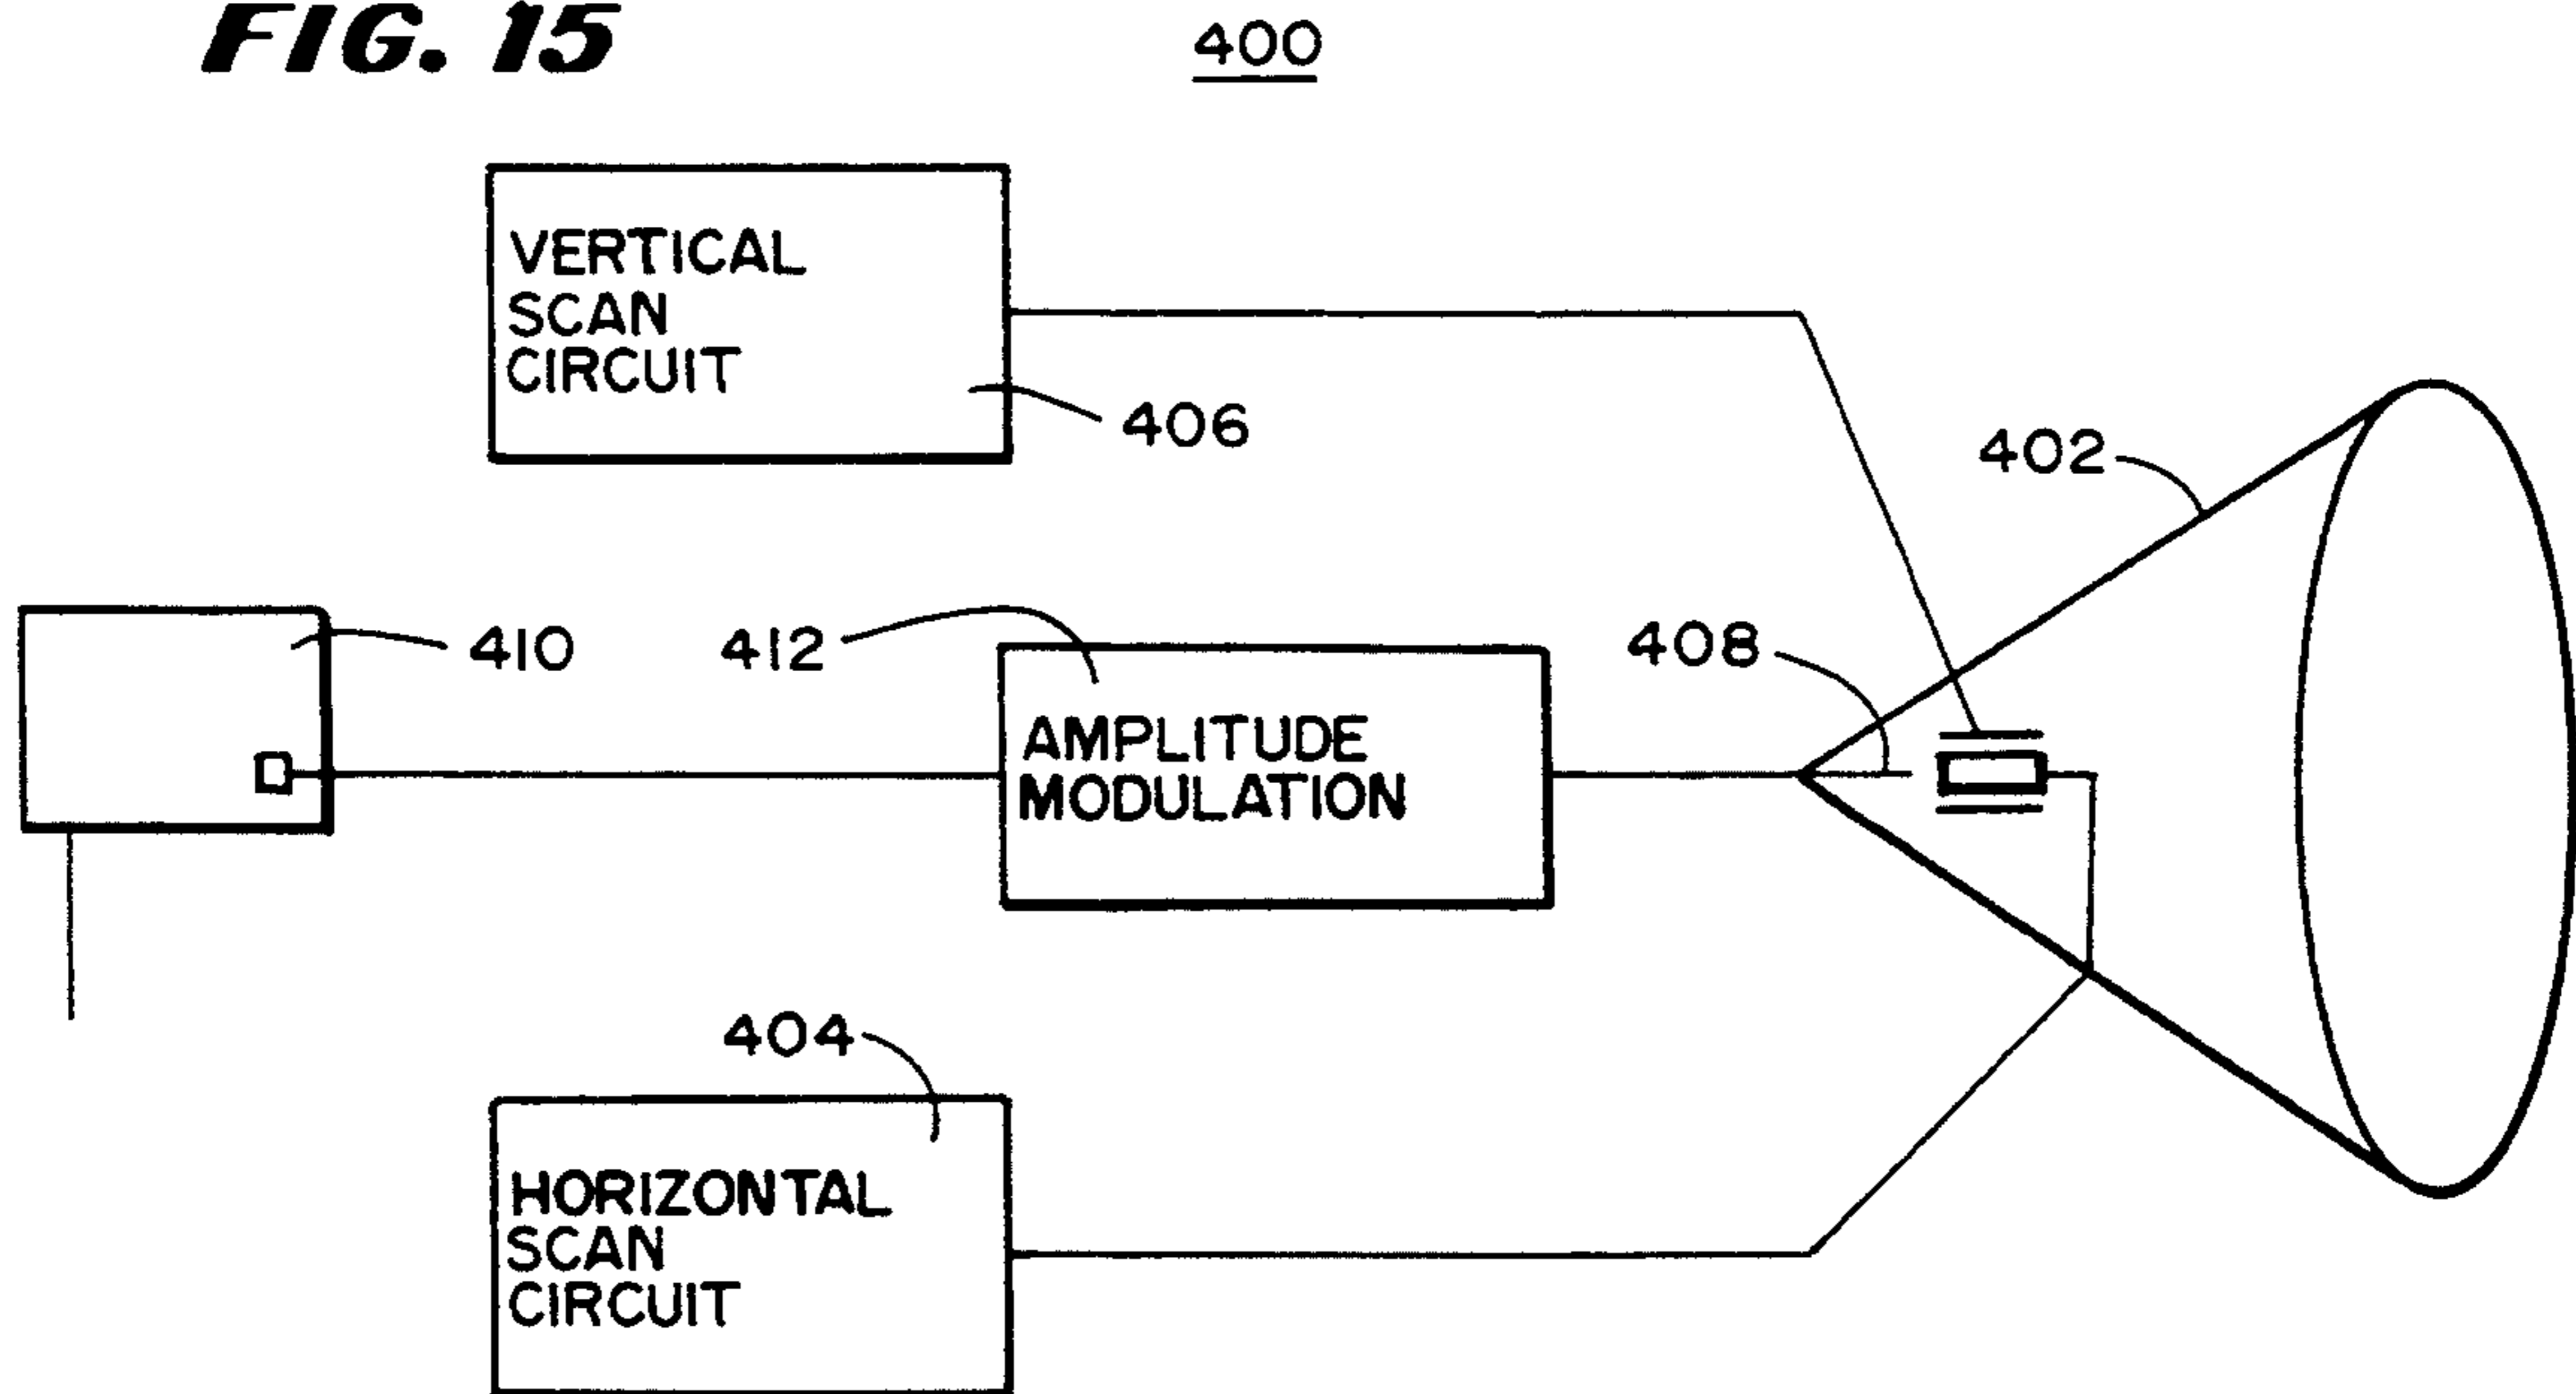 FIG. 15
400
VERTICAL
SCAN
CIRCUIT
406
402
410
412
408
AMPLITUDE
MODULATION
404
HORIZONTAL
SCAN
CIRCUIT